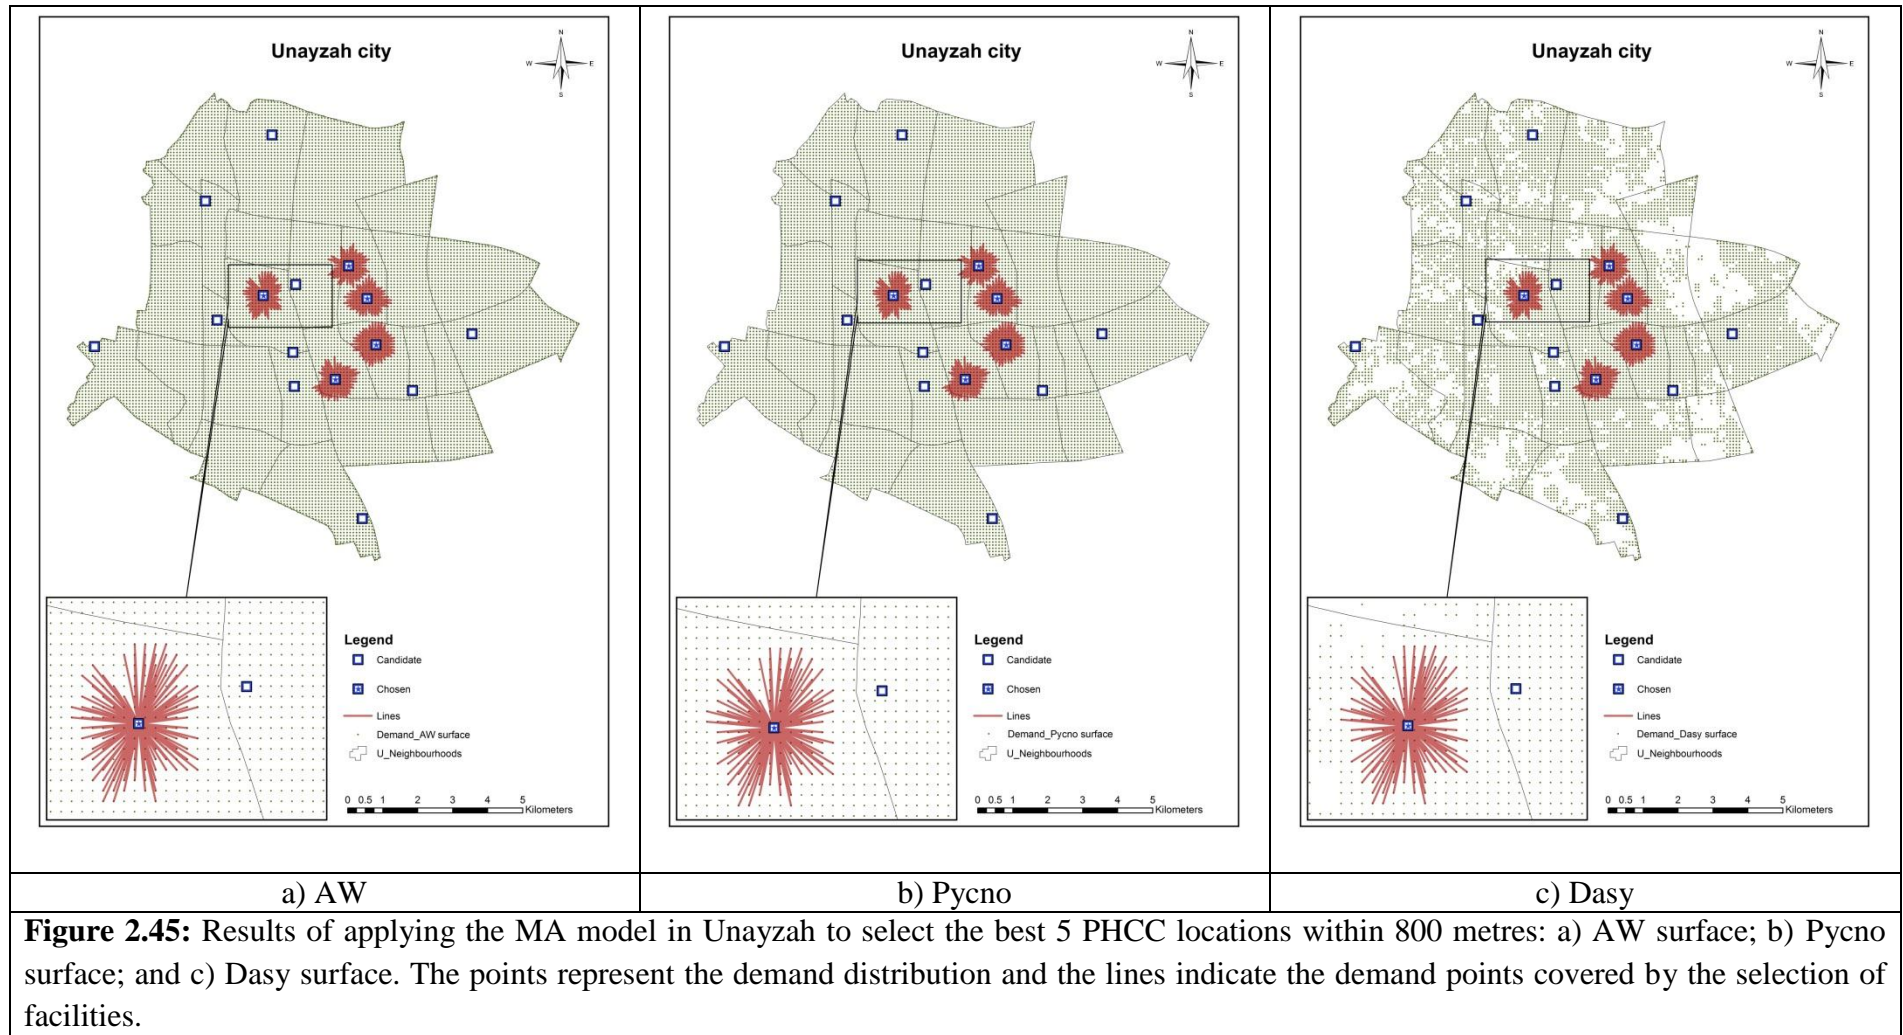 Unayzah city
N
W
E
S
Legend
Candidate
Chosen
Lines
Demand_AW surface
U_Neighbourhoods
0 0.5 1 2 3 4 5
Kilometers
a) AW
Unayzah city
N
W
E
S
Legend
Candidate
Chosen
Lines
Demand_Pycno surface
U_Neighbourhoods
0 0.5 1 2 3 4 5
Kilometers
b) Pycno
Unayzah city
N
W
E
S
Legend
Candidate
Chosen
Lines
Demand_Dasy surface
U_Neighbourhoods
0 0.5 1 2 3 4 5
Kilometers
c) Dasy
Figure 2.45: Results of applying the MA model in Unayzah to select the best 5 PHCC locations within 800 metres: a) AW surface; b) Pycno
surface; and c) Dasy surface. The points represent the demand distribution and the lines indicate the demand points covered by the selection of
facilities.